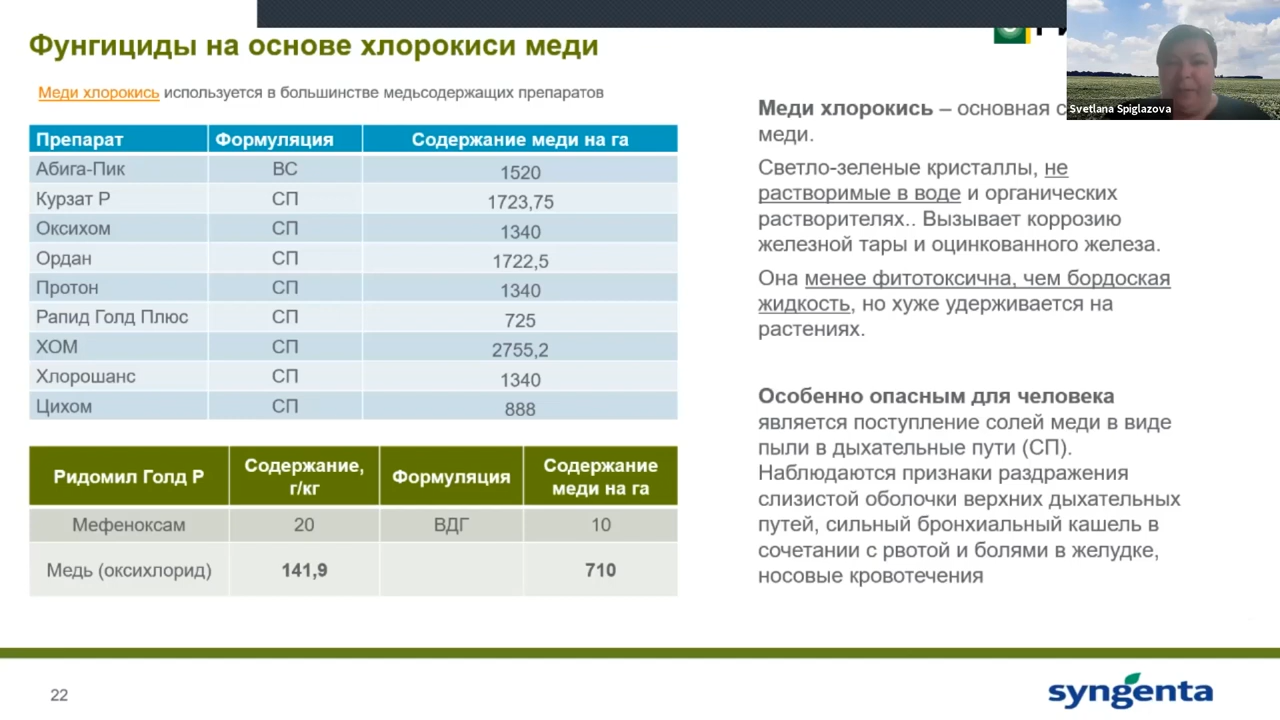 Фунгициды на основе хлорокиси меди
Меди хлорокись используется в большинстве медьсодержащих препаратов
Препарат Формуляция Содержание меди на га
Абига-Пик ВС 1520
Курзат Р СП 1723,75
Оксихом СП 1340
Ордан СП 1722,5
Протон СП 1340
Рапид Голд Плюс СП 725
ХОМ СП 2755,2
Хлорошанс СП 1340
Цихом СП 888
Ридомил Голд Р Содержание, г/кг Формуляция Содержание меди на га
Мефеноксам 20 ВДГ 10
Медь (оксихлорид) 141,9 710
Svetlana Spiglazova
Меди хлорокись – основная
меди.
Светло-зеленые кристаллы, не
растворимые в воде и органических
растворителях.. Вызывает коррозию
железной тары и оцинкованного железа.
Она менее фитотоксична, чем бордоская
жидкость, но хуже удерживается на
растениях.
Особенно опасным для человека
является поступление солей меди в виде
пыли в дыхательные пути (СП).
Наблюдаются признаки раздражения
слизистой оболочки верхних дыхательных
путей, сильный бронхиальный кашель в
сочетании с рвотой и болями в желудке,
носовые кровотечения
22
syngenta